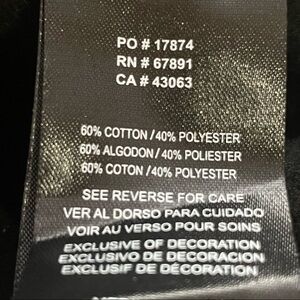 PO # 17874
RN # 67891
CA # 43063
60% COTTON / 40% POLYESTER
60% ALGODON / 40% POLIESTER
60% COTON / 40% POLYESTER
SEE REVERSE FOR CARE
VER AL DORSO PARA CUIDADO
VOIR AU VERSO POUR SOINS
EXCLUSIVE OF DECORATION
EXCLUSIVO DE DECORACION
EXCLUSIF DE DÉCORATION